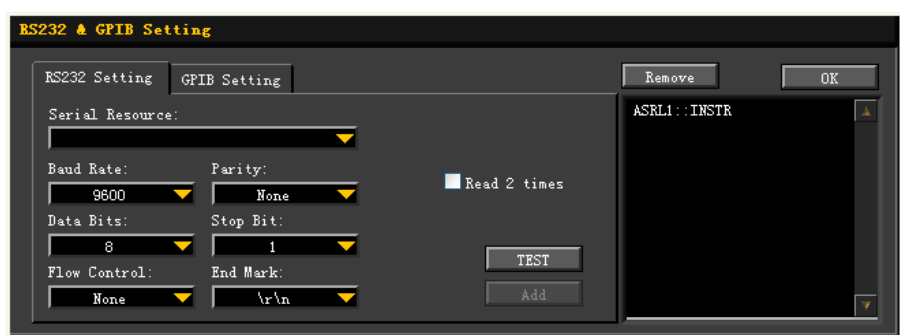 RS232 & GPIB Setting
RS232 Setting
GPIB Setting
Remove
OK
Serial Resource:
ASRL1::INSTR
Baud Rate:
Parity:
9600
None
Read 2 times
Data Bits:
Stop Bit:
8
1
TEST
Flow Control:
End Mark:
None
\r\n
Add